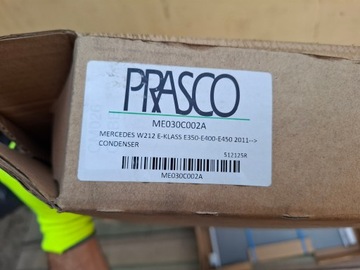 PRASCO
ME030C002A
MERCEDES W212 E-KLASS E350-E400-E450 2011-->
CONDENSER
512125R
ME030C002A